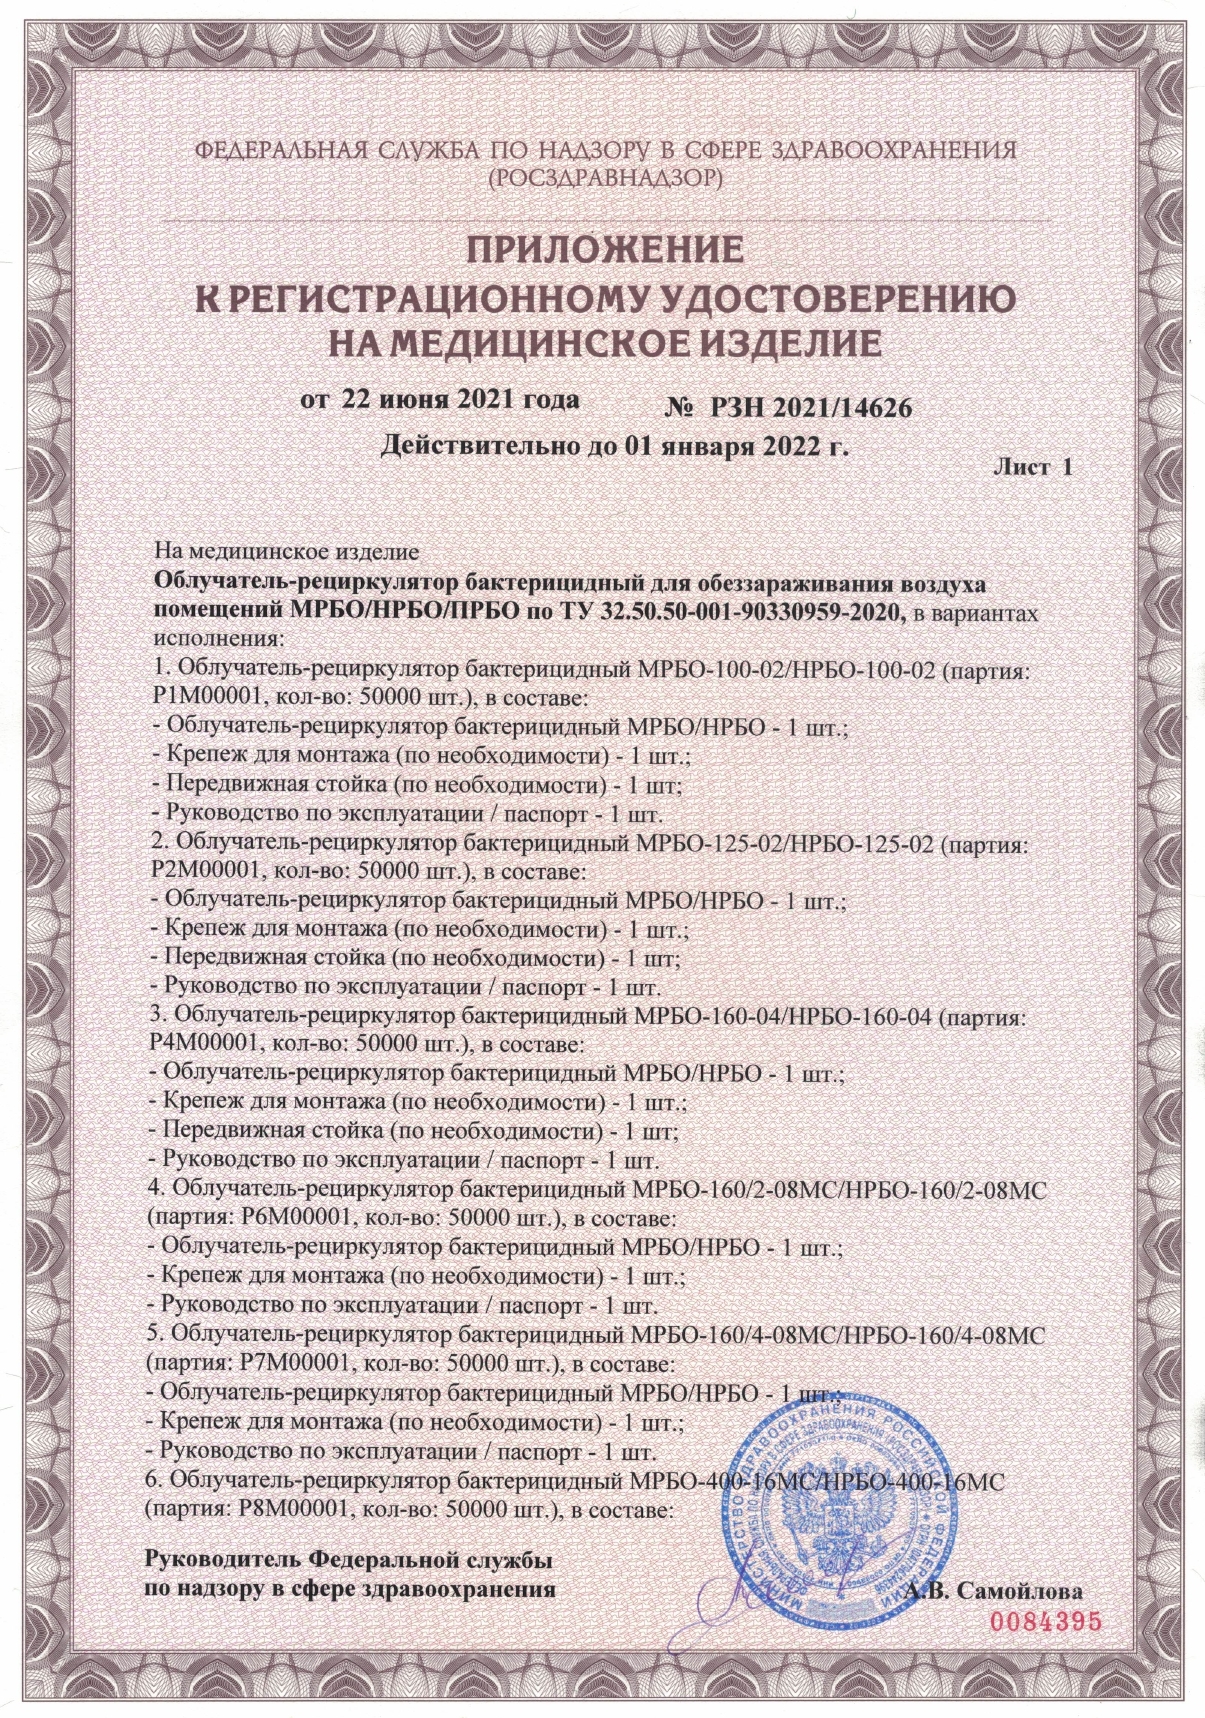 ФЕДЕРАЛЬНАЯ СЛУЖБА ПО НАДЗОРУ В СФЕРЕ ЗДРАВООХРАНЕНИЯ
(РОСЗДРАВНАДЗОР)
ПРИЛОЖЕНИЕ
К РЕГИСТРАЦИОННОМУ УДОСТОВЕРЕНИЮ
НА МЕДИЦИНСКОЕ ИЗДЕЛИЕ
от 22 июня 2021 года № РЗН 2021/14626
Действительно до 01 января 2022 г.
Лист 1
На медицинское изделие
Облучатель-рециркулятор бактерицидный для обеззараживания воздуха
помещений МРБО/НРБО/ПРБО по ТУ 32.50.50-001-90330959-2020, в вариантах
исполнения:
1. Облучатель-рециркулятор бактерицидный МРБО-100-02/НРБО-100-02 (партия:
Р1М00001, кол-во: 50000 шт.), в составе:
- Облучатель-рециркулятор бактерицидный МРБО/НРБО - 1 шт.;
- Крепеж для монтажа (по необходимости) - 1 шт.;
- Передвижная стойка (по необходимости) - 1 шт;
- Руководство по эксплуатации / паспорт - 1 шт.
2. Облучатель-рециркулятор бактерицидный МРБО-125-02/НРБО-125-02 (партия:
Р2М00001, кол-во: 50000 шт.), в составе:
- Облучатель-рециркулятор бактерицидный МРБО/НРБО - 1 шт.;
- Крепеж для монтажа (по необходимости) - 1 шт.;
- Передвижная стойка (по необходимости) - 1 шт;
- Руководство по эксплуатации / паспорт - 1 шт.
3. Облучатель-рециркулятор бактерицидный МРБО-160-04/НРБО-160-04 (партия:
Р4М00001, кол-во: 50000 шт.), в составе:
- Облучатель-рециркулятор бактерицидный МРБО/НРБО - 1 шт.;
- Крепеж для монтажа (по необходимости) - 1 шт.;
- Передвижная стойка (по необходимости) - 1 шт;
- Руководство по эксплуатации / паспорт - 1 шт.
4. Облучатель-рециркулятор бактерицидный МРБО-160/2-08МС/НРБО-160/2-08МС
(партия: Р6М00001, кол-во: 50000 шт.), в составе:
- Облучатель-рециркулятор бактерицидный МРБО/НРБО - 1 шт.;
- Крепеж для монтажа (по необходимости) - 1 шт.;
- Руководство по эксплуатации / паспорт - 1 шт.
5. Облучатель-рециркулятор бактерицидный МРБО-160/4-08МС/НРБО-160/4-08МС
(партия: Р7М00001, кол-во: 50000 шт.), в составе:
- Облучатель-рециркулятор бактерицидный МРБО/НРБО - 1 шт.;
- Крепеж для монтажа (по необходимости) - 1 шт.;
- Руководство по эксплуатации / паспорт - 1 шт.
6. Облучатель-рециркулятор бактерицидный МРБО-400-16МС/НРБО-400-16МС
(партия: Р8М00001, кол-во: 50000 шт.), в составе:
Руководитель Федеральной службы
по надзору в сфере здравоохранения
А.В. Самойлова
0084395
МИНИСТЕРСТВО ЗДРАВООХРАНЕНИЯ РОССИЙСКОЙ ФЕДЕРАЦИИ